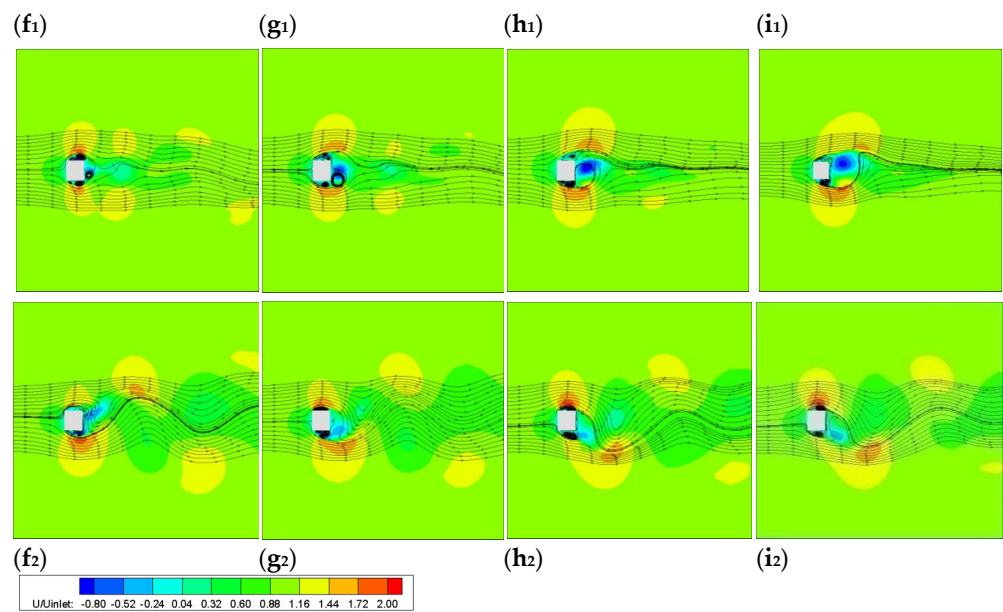 (f1) (g1) (h1) (i1)
(f2) (g2) (h2) (i2)
U/Uinlet: -0.80 -0.52 -0.24 0.04 0.32 0.60 0.88 1.16 1.44 1.72 2.00